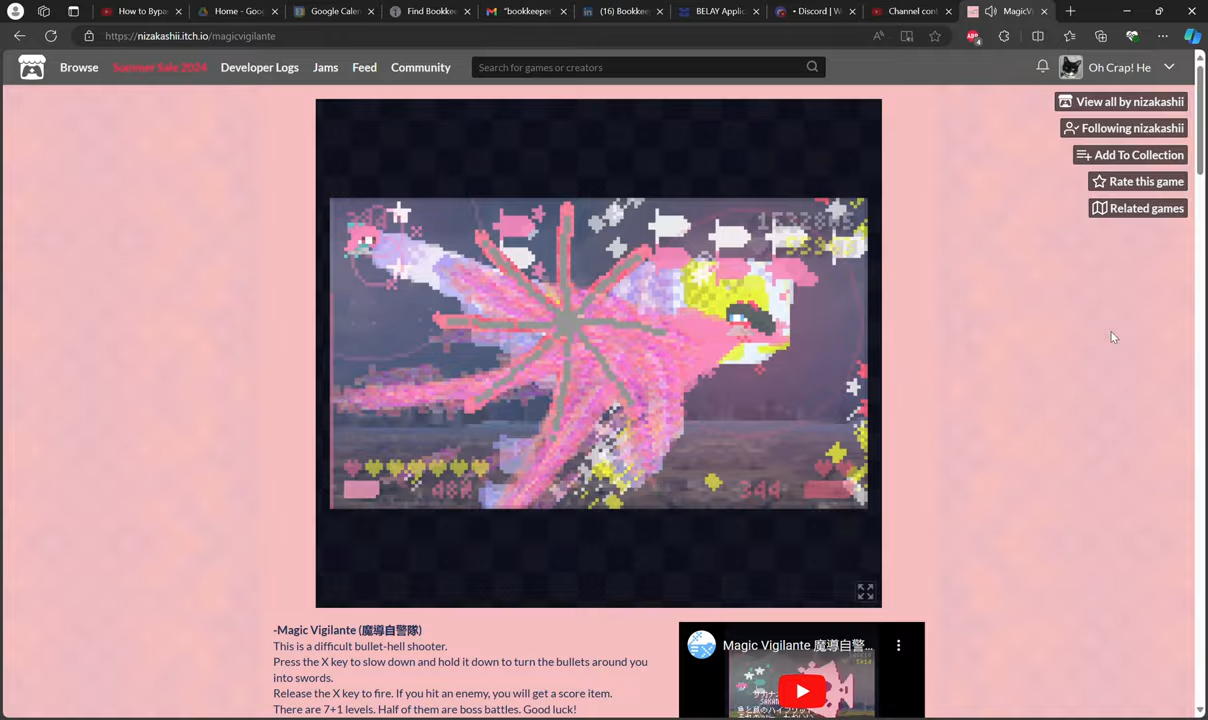 How to Bypas
Home - Goo
Google Calen
Find Bookkee
"bookkeeper
(16) Bookkee
BELAY Applic
• Discord | W
Channel cont
MagicVi
https://nizakashii.itch.io/magicvigilante
Browse
Summer Sale 2024
Developer Logs
Jams
Feed
Community
Search for games or creators
Oh Crap! He
View all by nizakashii
Following nizakashii
Add To Collection
Rate this game
Related games
344
-Magic Vigilante (魔導自警隊)
This is a difficult bullet-hell shooter.
Press the X key to slow down and hold it down to turn the bullets around you
into swords.
Release the X key to fire. If you hit an enemy, you will get a score item.
There are 7+1 levels. Half of them are boss battles. Good luck!
Magic Vigilante 魔導自警...